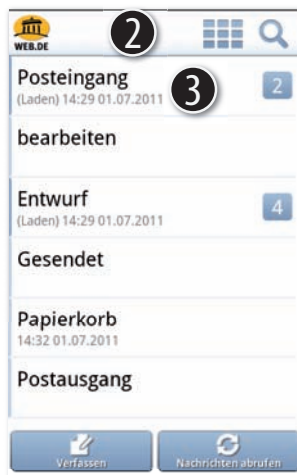 WEB.DE
2
Posteingang
2
(Laden) 14:29 01.07.2011
3
bearbeiten
Entwurf
4
(Laden) 14:29 01.07.2011
Gesendet
Papierkorb
14:32 01.07.2011
Postausgang
Verfassen
Nachrichten abrufen